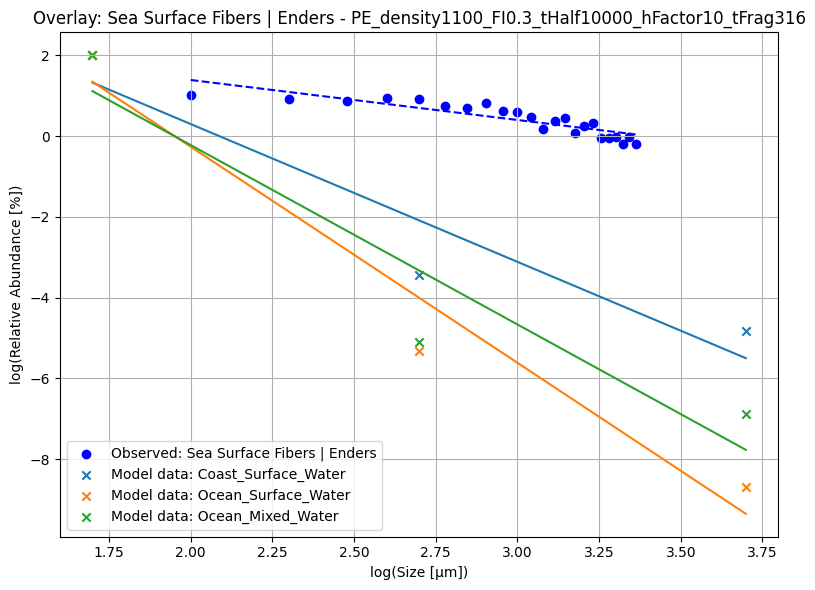 Overlay: Sea Surface Fibers | Enders - PE_density1100_FI0.3_tHalf10000_hFactor10_tFrag316
log(Relative Abundance [%])
2
0
−2
−4
−6
−8
Observed: Sea Surface Fibers | Enders
Model data: Coast_Surface_Water
Model data: Ocean_Surface_Water
Model data: Ocean_Mixed_Water
1.75 2.00 2.25 2.50 2.75 3.00 3.25 3.50 3.75
log(Size [µm])